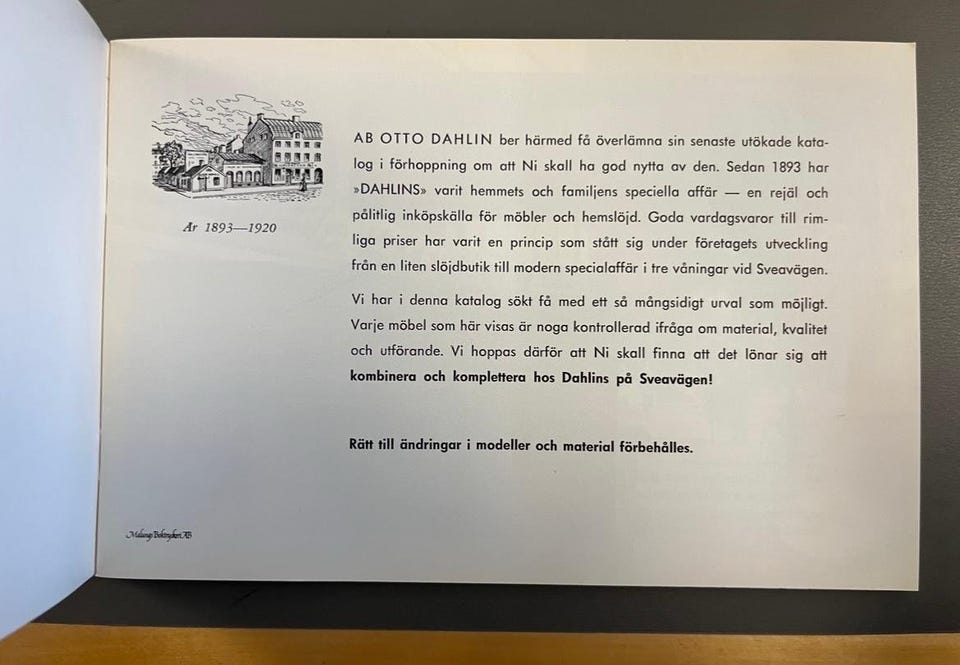 År 1893—1920
AB OTTO DAHLIN ber härmed få överlämna sin senaste utökade kata-
log i förhoppning om att Ni skall ha god nytta av den. Sedan 1893 har
»DAHLINS» varit hemmets och familjens speciella affär — en rejäl och
pålitlig inköpskälla för möbler och hemslöjd. Goda vardagsvaror till rim-
liga priser har varit en princip som stått sig under företagets utveckling
från en liten slöjdbutik till modern specialaffär i tre våningar vid Sveavägen.
Vi har i denna katalog sökt få med ett så mångsidigt urval som möjligt.
Varje möbel som här visas är noga kontrollerad ifråga om material, kvalitet
och utförande. Vi hoppas därför att Ni skall finna att det lönar sig att
kombinera och komplettera hos Dahlins på Sveavägen!
Rätt till ändringar i modeller och material förbehålles.
Malungs Boktryckeri AB